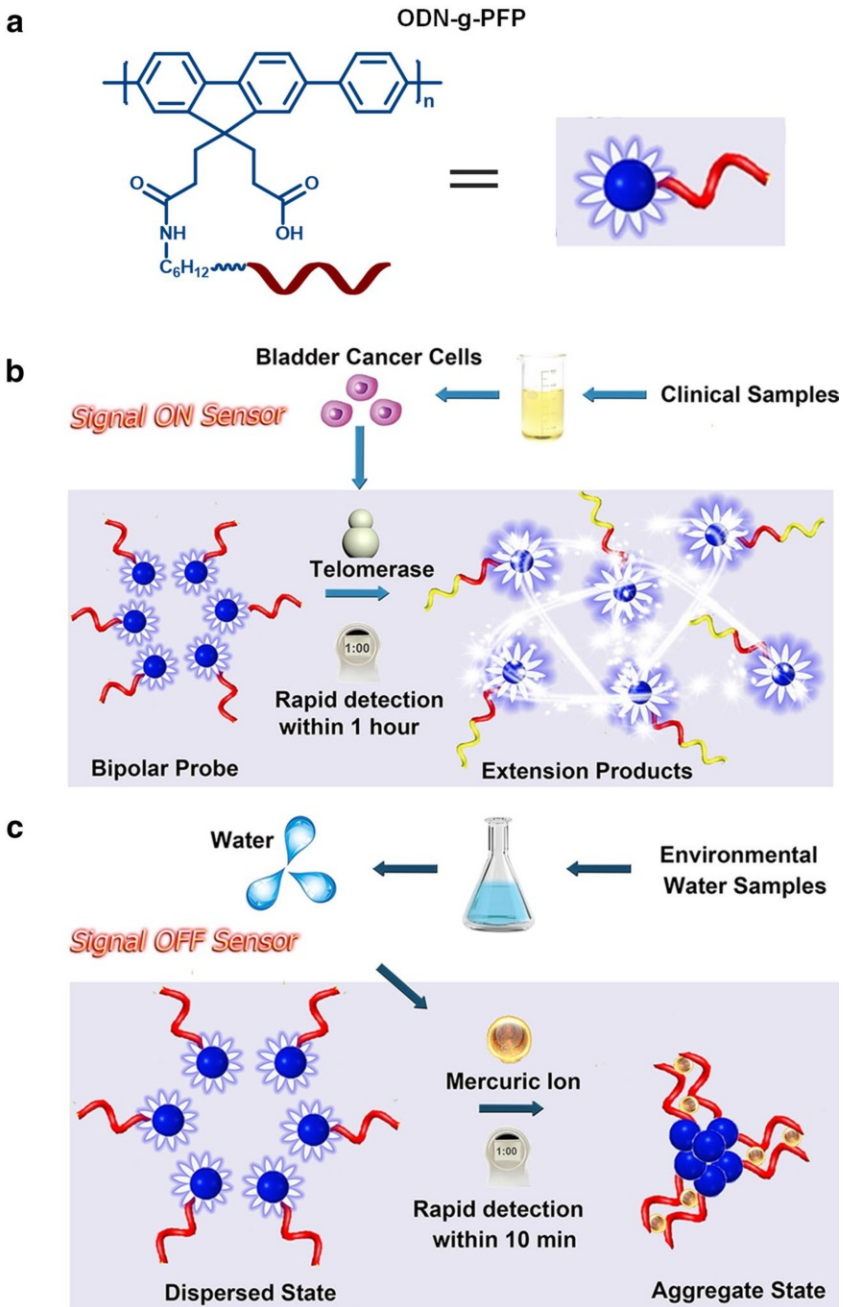 a
ODN-g-PFP
n
O
O
NH
OH
C₆H₁₂
=
b
Bladder Cancer Cells
Clinical Samples
Signal ON Sensor
Telomerase
1:00
Rapid detection
within 1 hour
Bipolar Probe
Extension Products
c
Water
Environmental
Water Samples
Signal OFF Sensor
Mercuric Ion
1:00
Rapid detection
within 10 min
Dispersed State
Aggregate State